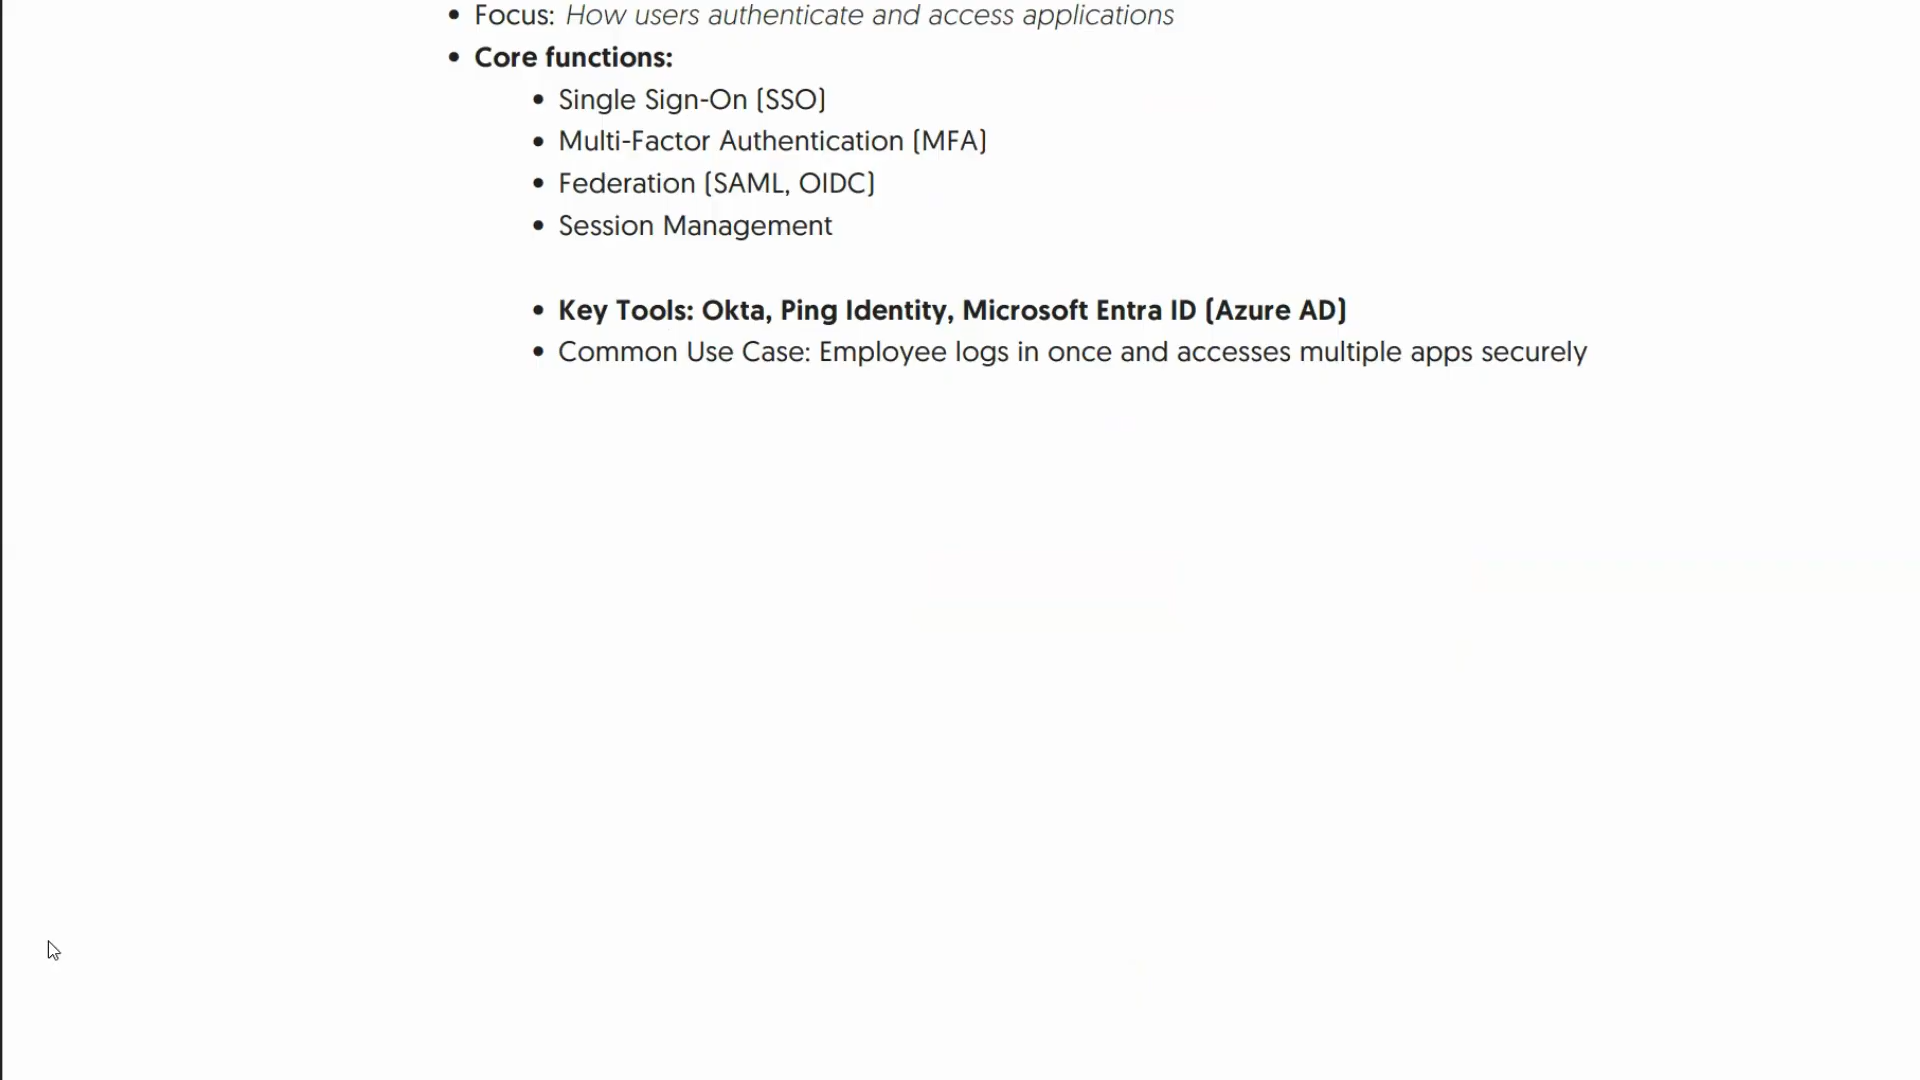 • Focus: How users authenticate and access applications
• Core functions:
• Single Sign-On (SSO)
• Multi-Factor Authentication (MFA)
• Federation (SAML, OIDC)
• Session Management
• Key Tools: Okta, Ping Identity, Microsoft Entra ID (Azure AD)
• Common Use Case: Employee logs in once and accesses multiple apps securely